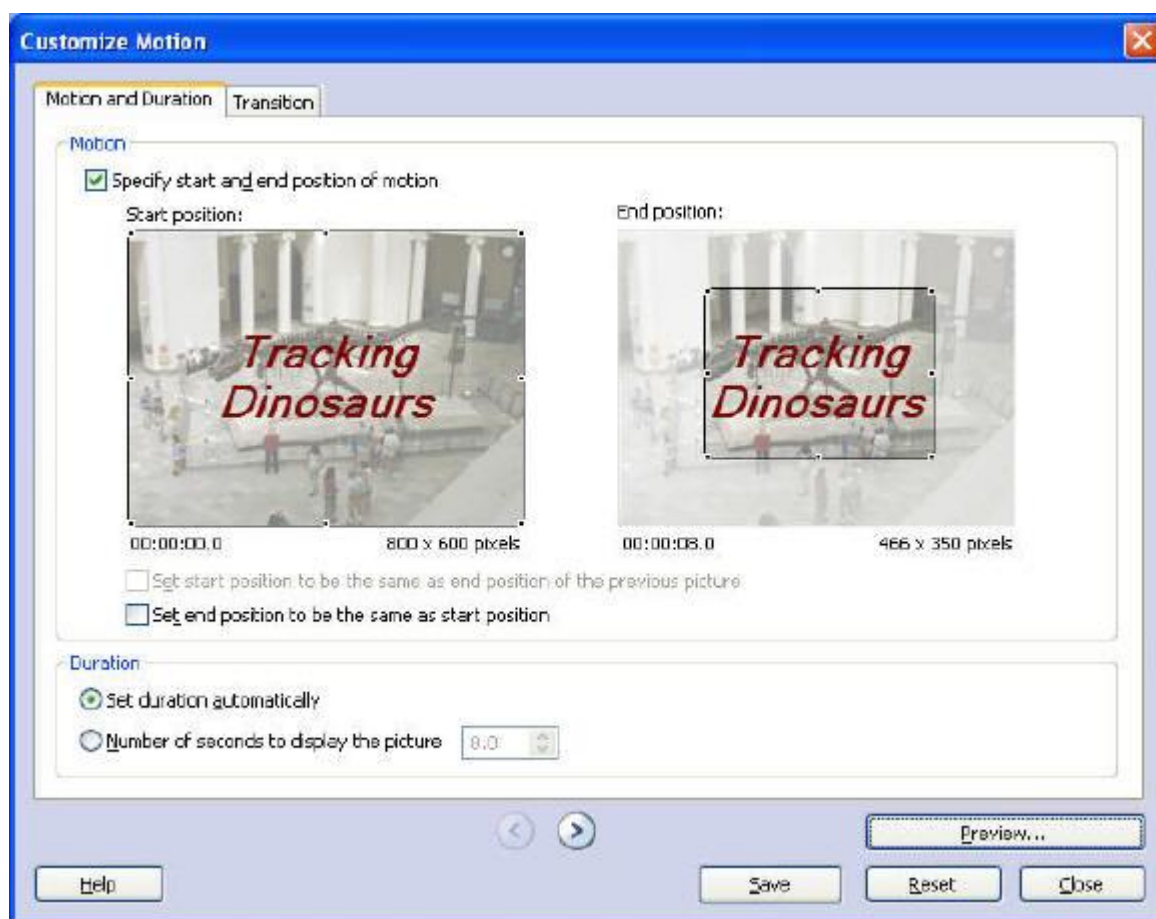 Customize Motion
Motion and Duration
Transition
Motion
Specify start and end position of motion
Start position:
End position:
Tracking
Dinosaurs
Tracking
Dinosaurs
00:00:00.0
800 x 600 pixels
00:00:08.0
466 x 350 pixels
Set start position to be the same as end position of the previous picture
Set end position to be the same as start position
Duration
Set duration automatically
Number of seconds to display the picture
8.0
Preview...
Help
Save
Reset
Close